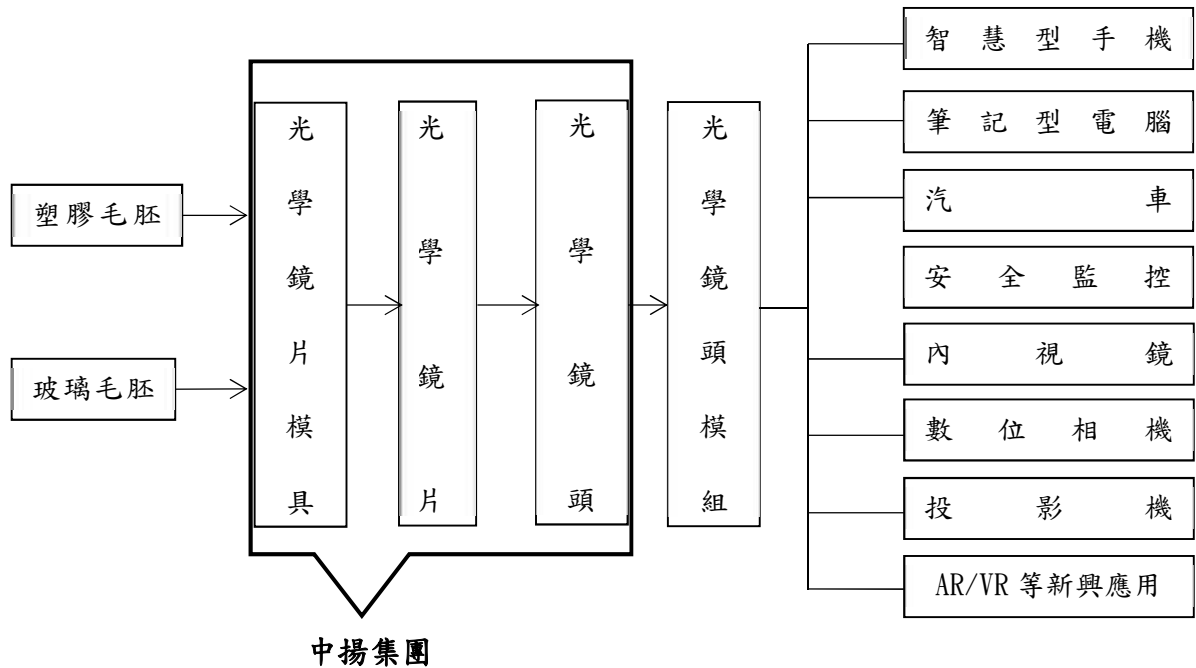 塑膠毛胚
玻璃毛胚
光學鏡片模具
光學鏡片
光學鏡頭
光學鏡頭模組
智慧型手機
筆記型電腦
汽車
安全監控
內視鏡
數位相機
投影機
AR/VR 等新興應用
中揚集團